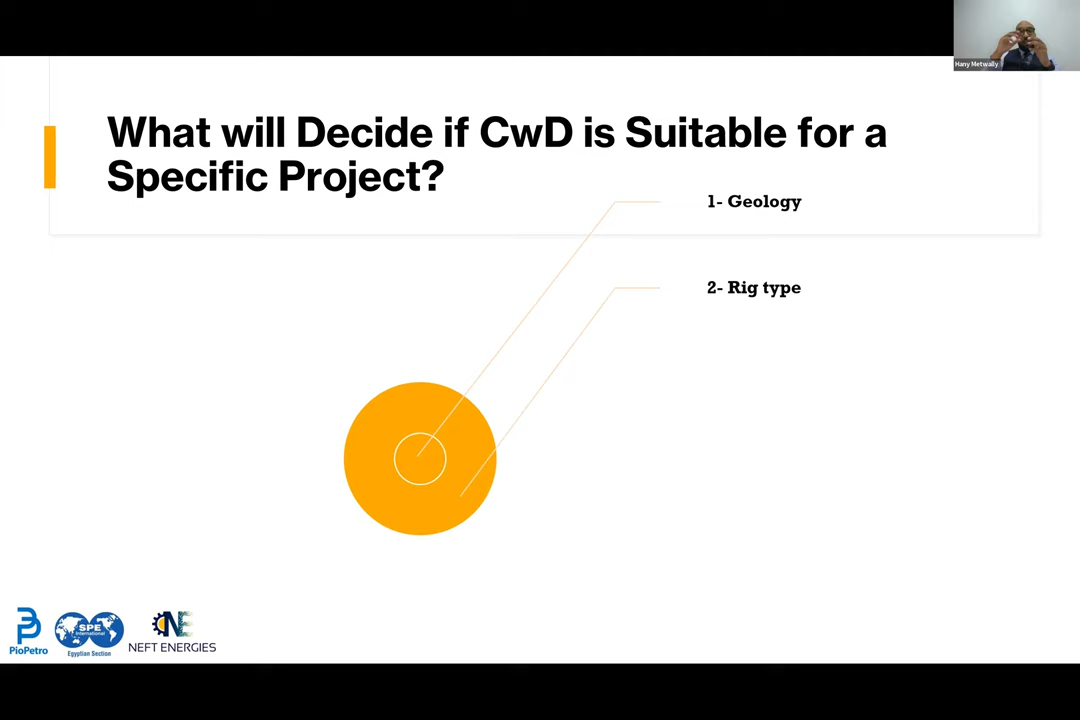 Hany Metwally
What will Decide if CwD is Suitable for a
Specific Project?
1- Geology
2- Rig type
PioPetro
SPE
International
Egyptian Section
NE
NEFT ENERGIES